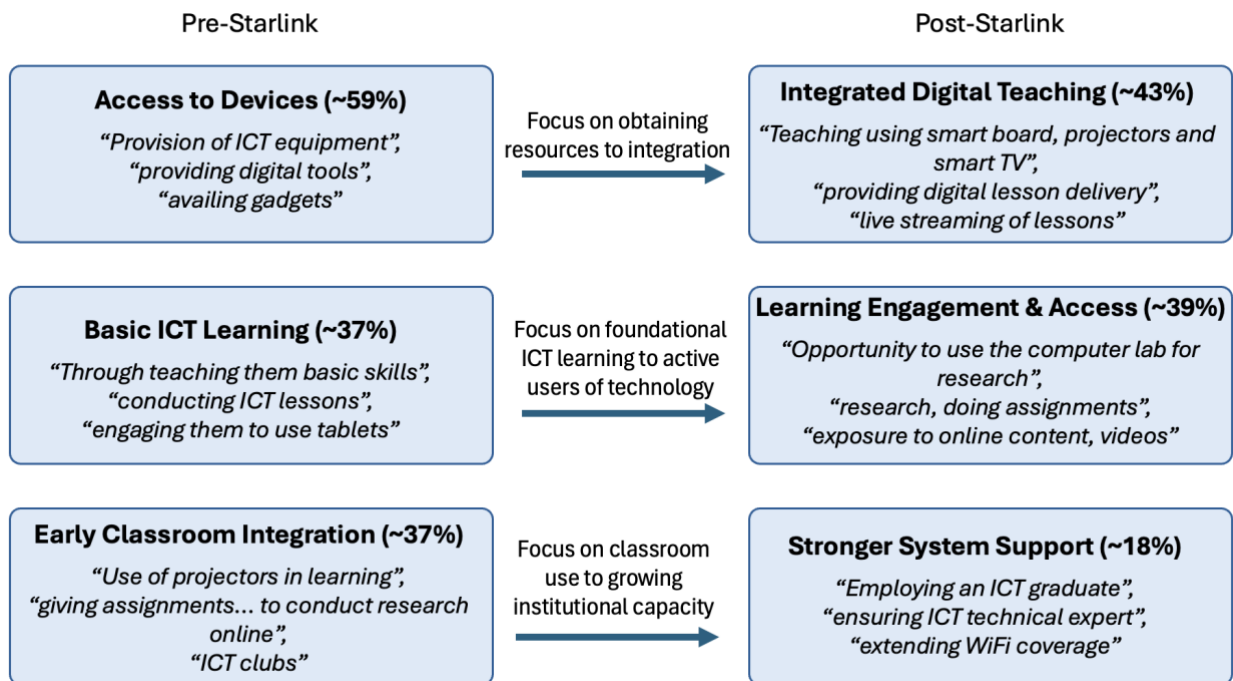 Pre-Starlink
Post-Starlink
Access to Devices (~59%)
“Provision of ICT equipment”,
“providing digital tools”,
“availing gadgets”
Focus on obtaining
resources to integration
Integrated Digital Teaching (~43%)
“Teaching using smart board, projectors and
smart TV”,
“providing digital lesson delivery”,
“live streaming of lessons”
Basic ICT Learning (~37%)
“Through teaching them basic skills”,
“conducting ICT lessons”,
“engaging them to use tablets”
Focus on foundational
ICT learning to active
users of technology
Learning Engagement & Access (~39%)
“Opportunity to use the computer lab for
research”,
“research, doing assignments”,
“exposure to online content, videos”
Early Classroom Integration (~37%)
“Use of projectors in learning”,
“giving assignments... to conduct research
online”,
“ICT clubs”
Focus on classroom
use to growing
institutional capacity
Stronger System Support (~18%)
“Employing an ICT graduate”,
“ensuring ICT technical expert”,
“extending WiFi coverage”